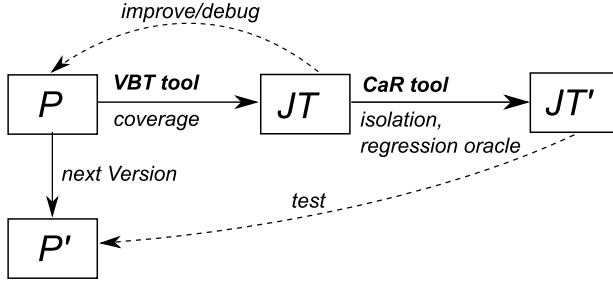 improve/debug
VBT tool
CaR tool
P
JT
JT'
coverage
isolation,
regression oracle
next Version
test
P'